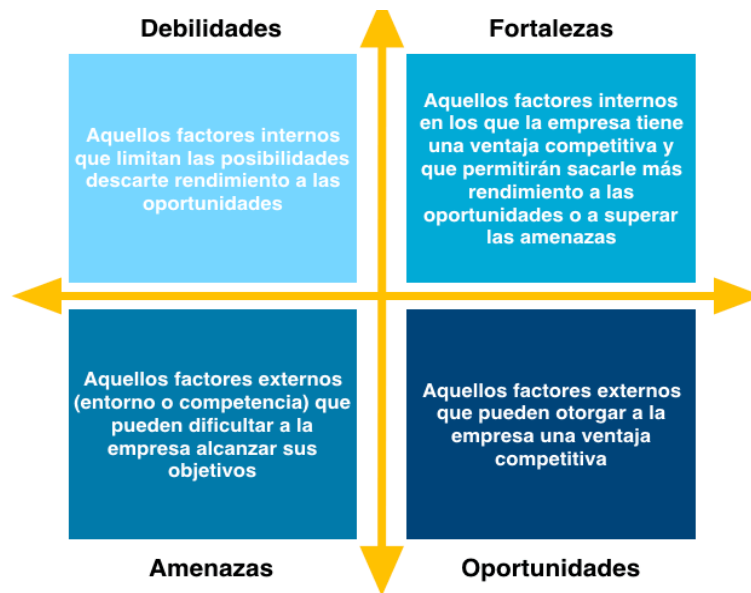 Debilidades
Fortalezas
Aquellos factores internos
que limitan las posibilidades
descarte rendimiento a las
oportunidades
Aquellos factores internos
en los que la empresa tiene
una ventaja competitiva y
que permitirán sacarle más
rendimiento a las
oportunidades o a superar
las amenazas
Aquellos factores externos
(entorno o competencia) que
pueden dificultar a la
empresa alcanzar sus
objetivos
Aquellos factores externos
que pueden otorgar a la
empresa una ventaja
competitiva
Amenazas
Oportunidades